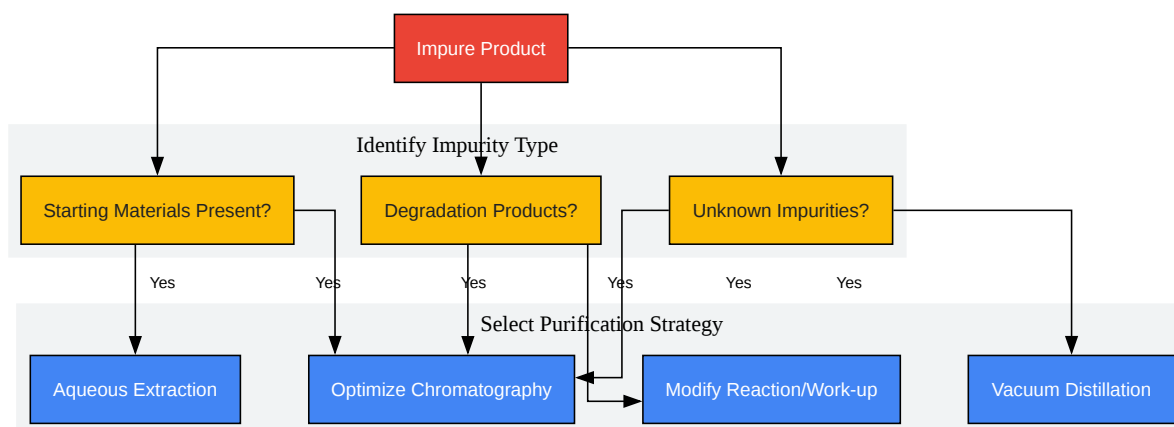 Impure Product
Identify Impurity Type
Starting Materials Present?
Degradation Products?
Unknown Impurities?
Yes
Yes
Yes
Yes
Yes
Yes
Select Purification Strategy
Aqueous Extraction
Optimize Chromatography
Modify Reaction/Work-up
Vacuum Distillation